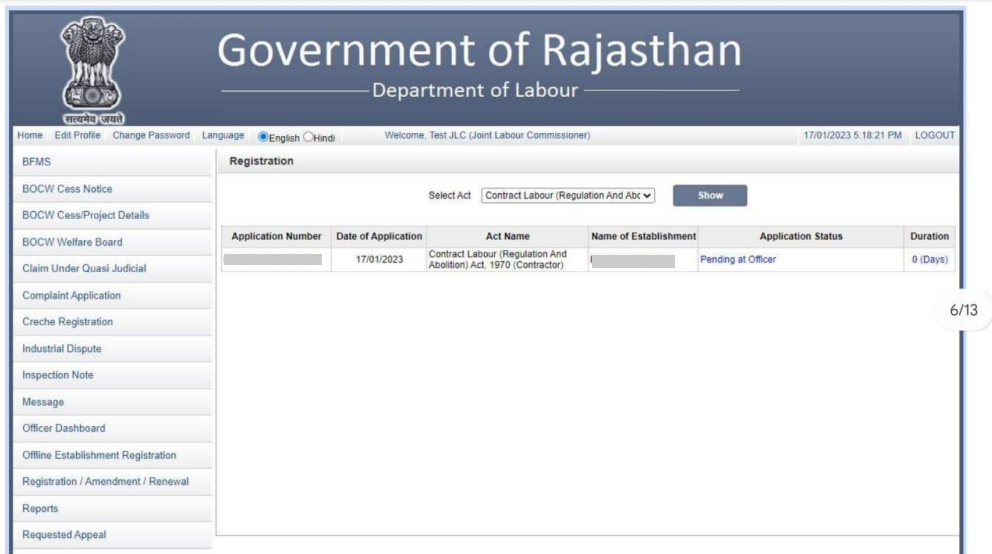 Government of Rajasthan
Department of Labour
सत्यमेव जयते
Home Edit Profile Change Password Language English Hindi Welcome, Test JLC (Joint Labour Commissioner) 17/01/2023 5:18:21 PM LOGOUT
BFMS
BOCW Cess Notice
BOCW Cess/Project Details
BOCW Welfare Board
Claim Under Quasi Judicial
Complaint Application
Creche Registration
Industrial Dispute
Inspection Note
Message
Officer Dashboard
Offline Establishment Registration
Registration / Amendment / Renewal
Reports
Requested Appeal
Registration
Select Act Contract Labour (Regulation And Abc Show
Application Number Date of Application Act Name Name of Establishment Application Status Duration
17/01/2023 Contract Labour (Regulation And Pending at Officer 0 (Days)
Abolition) Act, 1970 (Contractor)
6/13